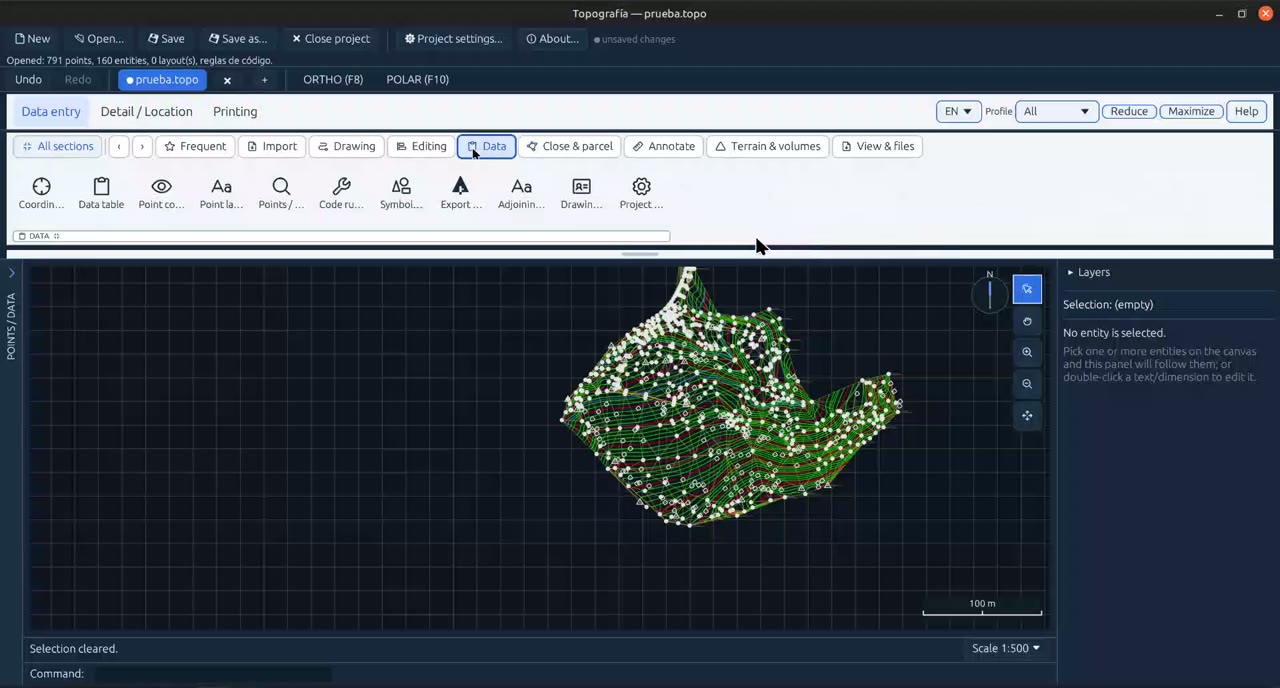 Topografía — prueba.topo
New Open... Save Save as... Close project Project settings... About... unsaved changes
Opened: 791 points, 160 entities, 0 layout(s), reglas de código.
Undo Redo prueba.topo × + ORTHO (F8) POLAR (F10)
Data entry Detail / Location Printing EN Profile All Reduce Maximize Help
All sections ‹ › Frequent Import Drawing Editing Data Close & parcel Annotate Terrain & volumes View & files
Aa Aa
Coordin... Data table Point co... Point la... Points / ... Code ru... Symbol... Export ... Adjoinin... Drawin... Project ...
DATA
POINTS / DATA
N
Layers
Selection: (empty)
No entity is selected.
Pick one or more entities on the canvas
and this panel will follow them; or
double-click a text/dimension to edit it.
100 m
Selection cleared. Scale 1:500
Command: